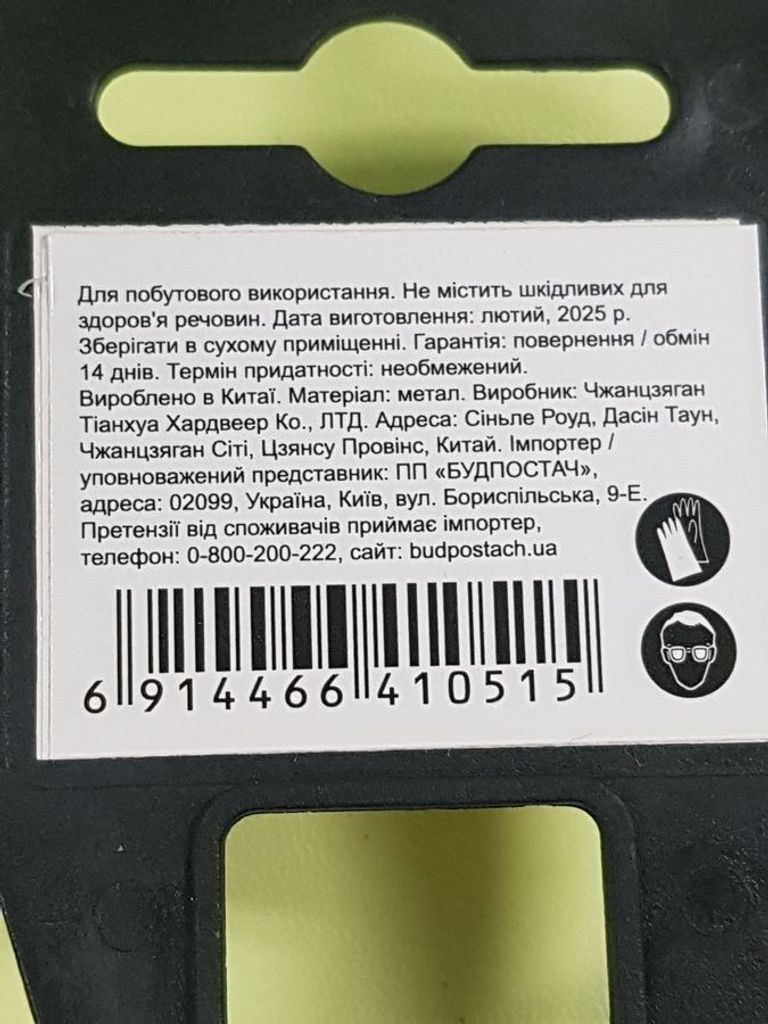 Для побутового використання. Не містить шкідливих для
здоров'я речовин. Дата виготовлення: лютий, 2025 р.
Зберігати в сухому приміщенні. Гарантія: повернення / обмін
14 днів. Термін придатності: необмежений.
Вироблено в Китаї. Матеріал: метал. Виробник: Чжанцзяган
Тіанхуа Хардвеер Ко., ЛТД. Адреса: Сіньле Роуд, Дасін Таун,
Чжанцзяган Сіті, Цзянсу Провінс, Китай. Імпортер /
уповноважений представник: ПП «БУДПОСТАЧ»,
адреса: 02099, Україна, Київ, вул. Бориспільська, 9-Е.
Претензії від споживачів приймає імпортер,
телефон: 0-800-200-222, сайт: budpostach.ua
6 914466 410515